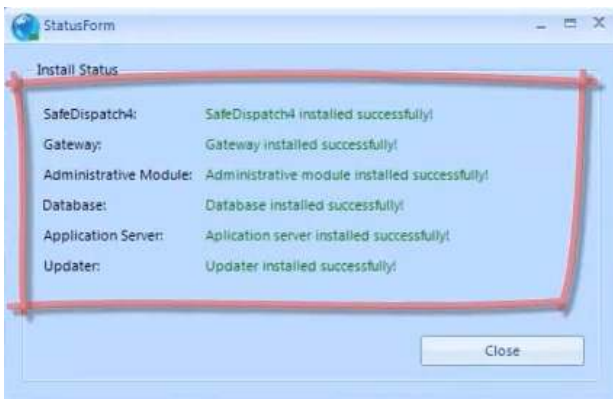 StatusForm
Install Status
SafeDispatch4: SafeDispatch4 installed successfully!
Gateway: Gateway installed successfully!
Administrative Module: Administrative module installed successfully!
Database: Database installed successfully!
Application Server: Aplication server installed successfully!
Updater: Updater installed successfully!
Close